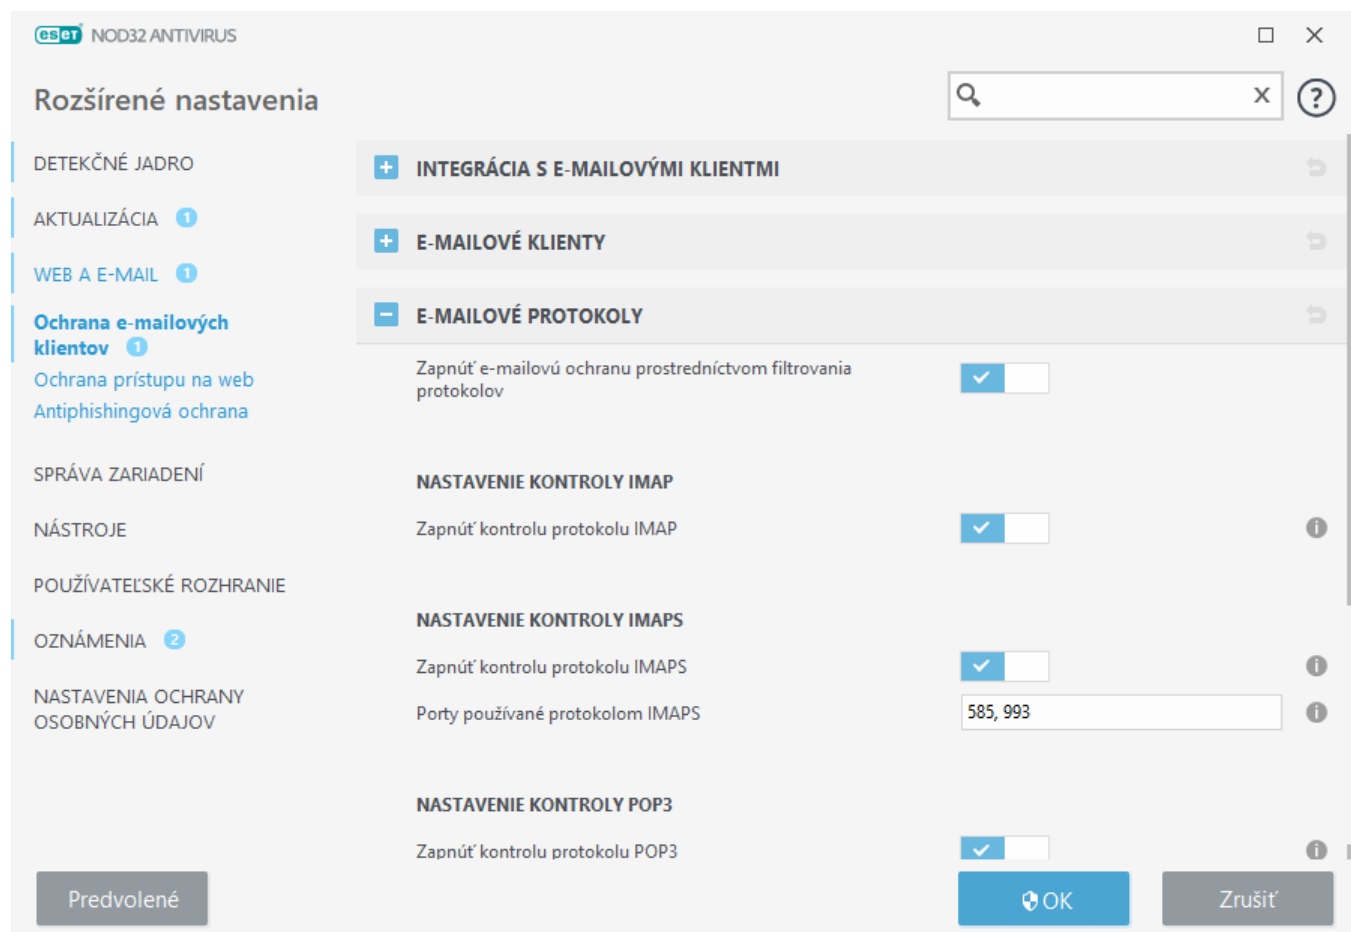 eset NOD32 ANTIVIRUS
Rozšírené nastavenia
x
?
DETEKČNÉ JADRO
AKTUALIZÁCIA 1
WEB A E-MAIL 1
Ochrana e-mailových
klientov 1
Ochrana prístupu na web
Antiphishingová ochrana
SPRÁVA ZARIADENÍ
NÁSTROJE
POUŽÍVATEĽSKÉ ROZHRANIE
OZNÁMENIA 2
NASTAVENIA OCHRANY
OSOBNÝCH ÚDAJOV
INTEGRÁCIA S E-MAILOVÝMI KLIENTMI
E-MAILOVÉ KLIENTY
E-MAILOVÉ PROTOKOLY
Zapnúť e-mailovú ochranu prostredníctvom filtrovania
protokolov
NASTAVENIE KONTROLY IMAP
Zapnúť kontrolu protokolu IMAP
NASTAVENIE KONTROLY IMAPS
Zapnúť kontrolu protokolu IMAPS
Porty používané protokolom IMAPS 585, 993
NASTAVENIE KONTROLY POP3
Zapnúť kontrolu protokolu POP3
Predvolené
OK
Zrušiť